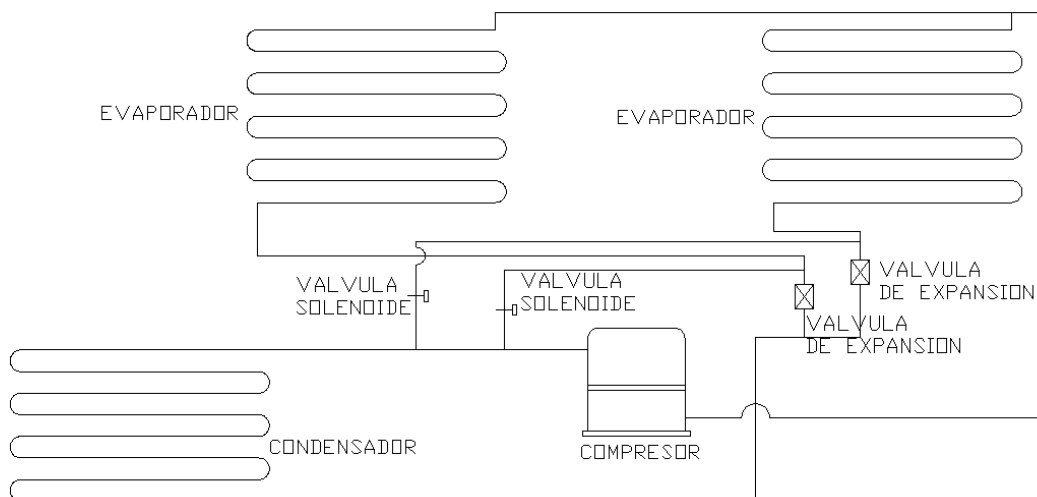 EVAPORADOR
EVAPORADOR
VALVULA
SOLENOIDE
VALVULA
SOLENOIDE
VALVULA
DE EXPANSION
VALVULA
DE EXPANSION
CONDENSADOR
COMPRESOR